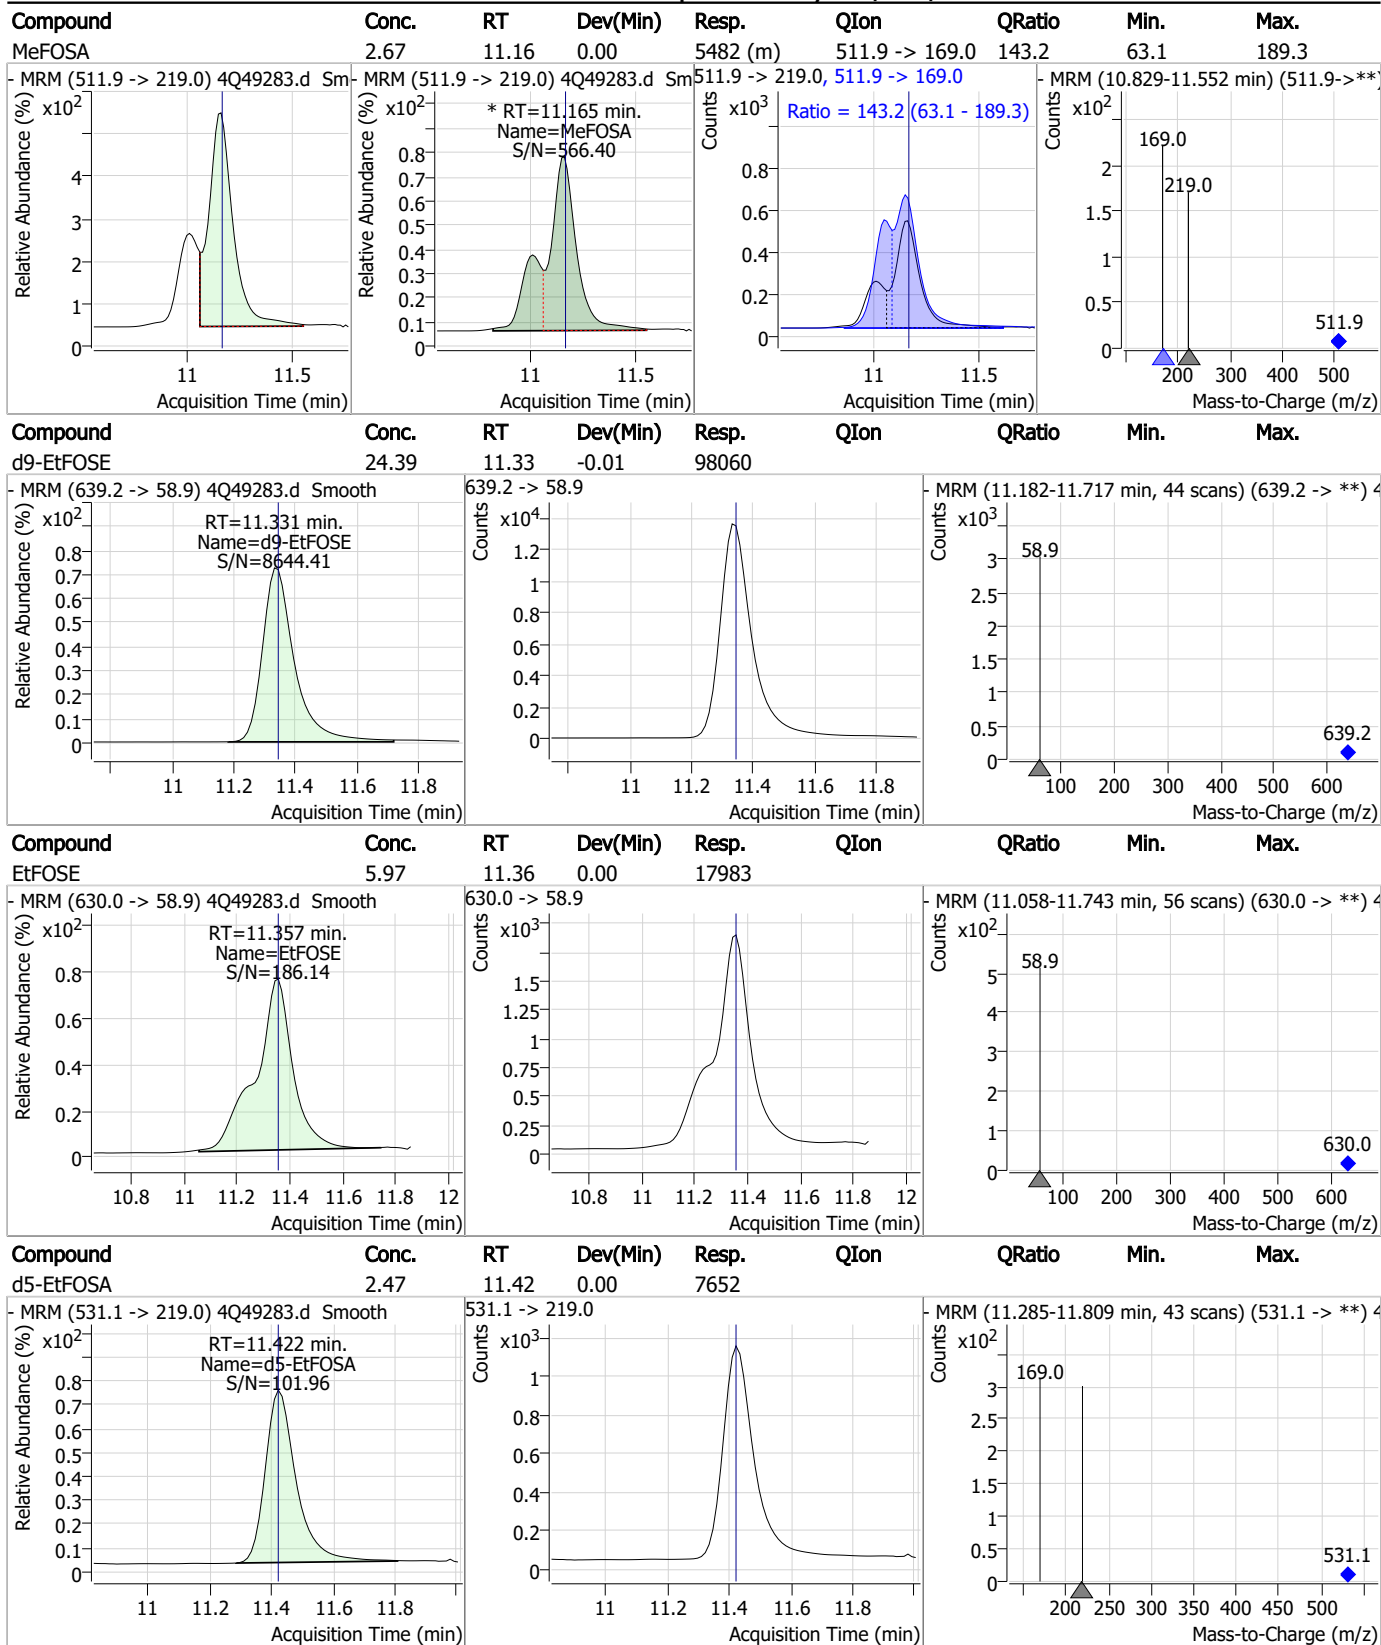 Compound Conc. RT Dev(Min) Resp. QIon QRatio Min. Max.
MeFOSA 2.67 11.16 0.00 5482 (m) 511.9 -> 169.0 143.2 63.1 189.3
- MRM (511.9 -> 219.0) 4Q49283.d Sm
Relative Abundance (%)
x10²
4
3
2
1
0
11 11.5
Acquisition Time (min)
- MRM (511.9 -> 219.0) 4Q49283.d Sm
* RT=11.165 min.
Name=MeFOSA
S/N=566.40
Relative Abundance (%)
x10²
0.8
0.7
0.6
0.5
0.4
0.3
0.2
0.1
0
11 11.5
Acquisition Time (min)
511.9 -> 219.0, 511.9 -> 169.0
Ratio = 143.2 (63.1 - 189.3)
Counts
x10³
0.8
0.6
0.4
0.2
0
11 11.5
Acquisition Time (min)
- MRM (10.829-11.552 min) (511.9->**)
Counts
x10²
2
1.5
1
0.5
0
169.0
219.0
511.9
200 300 400 500
Mass-to-Charge (m/z)
Compound Conc. RT Dev(Min) Resp. QIon QRatio Min. Max.
d9-EtFOSE 24.39 11.33 -0.01 98060
- MRM (639.2 -> 58.9) 4Q49283.d Smooth
RT=11.331 min.
Name=d9-EtFOSE
S/N=8644.41
Relative Abundance (%)
x10²
0.8
0.7
0.6
0.5
0.4
0.3
0.2
0.1
0
11 11.2 11.4 11.6 11.8
Acquisition Time (min)
639.2 -> 58.9
Counts
x10⁴
1.2
1
0.8
0.6
0.4
0.2
0
11 11.2 11.4 11.6 11.8
Acquisition Time (min)
- MRM (11.182-11.717 min, 44 scans) (639.2 -> **) 4
Counts
x10³
3
2.5
2
1.5
1
0.5
0
58.9
639.2
100 200 300 400 500 600
Mass-to-Charge (m/z)
Compound Conc. RT Dev(Min) Resp. QIon QRatio Min. Max.
EtFOSE 5.97 11.36 0.00 17983
- MRM (630.0 -> 58.9) 4Q49283.d Smooth
RT=11.357 min.
Name=EtFOSE
S/N=186.14
Relative Abundance (%)
x10²
0.8
0.6
0.4
0.2
0
10.8 11 11.2 11.4 11.6 11.8 12
Acquisition Time (min)
630.0 -> 58.9
Counts
x10³
1.5
1.25
1
0.75
0.5
0.25
0
10.8 11 11.2 11.4 11.6 11.8 12
Acquisition Time (min)
- MRM (11.058-11.743 min, 56 scans) (630.0 -> **) 4
Counts
x10²
5
4
3
2
1
0
58.9
630.0
100 200 300 400 500 600
Mass-to-Charge (m/z)
Compound Conc. RT Dev(Min) Resp. QIon QRatio Min. Max.
d5-EtFOSA 2.47 11.42 0.00 7652
- MRM (531.1 -> 219.0) 4Q49283.d Smooth
RT=11.422 min.
Name=d5-EtFOSA
S/N=101.96
Relative Abundance (%)
x10²
0.8
0.7
0.6
0.5
0.4
0.3
0.2
0.1
0
11 11.2 11.4 11.6 11.8
Acquisition Time (min)
531.1 -> 219.0
Counts
x10³
1
0.8
0.6
0.4
0.2
0
11 11.2 11.4 11.6 11.8
Acquisition Time (min)
- MRM (11.285-11.809 min, 43 scans) (531.1 -> **) 4
Counts
x10²
3
2.5
2
1.5
1
0.5
0
169.0
531.1
200 250 300 350 400 450 500
Mass-to-Charge (m/z)